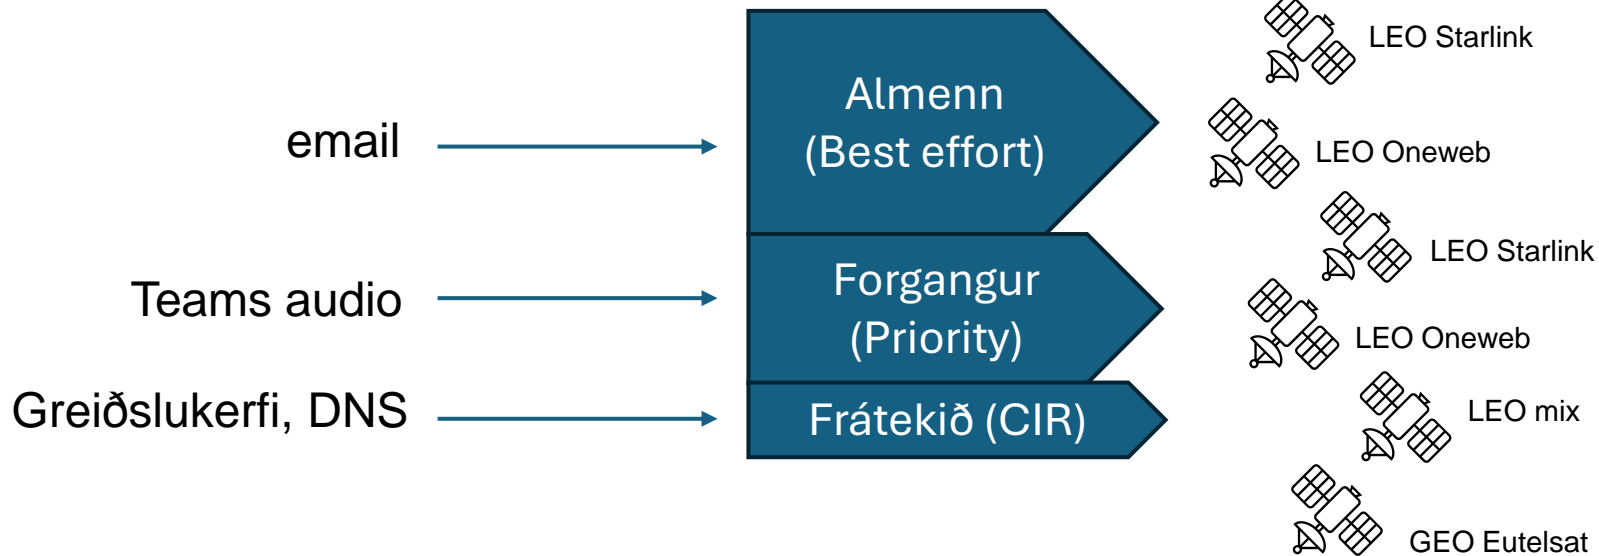 email
Teams audio
Greiðslukerfi, DNS
Almenn
(Best effort)
Forgangur
(Priority)
Frátekið (CIR)
LEO Starlink
LEO Oneweb
LEO Starlink
LEO Oneweb
LEO mix
GEO Eutelsat